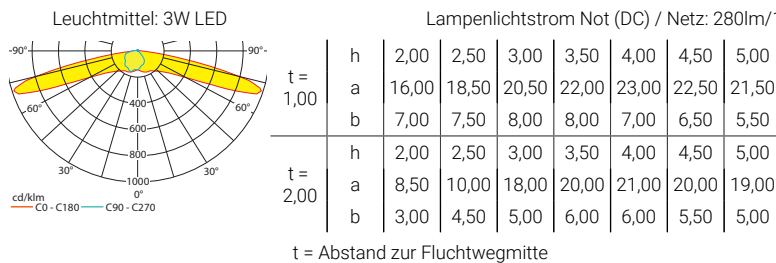 Leuchtmittel: 3W LED
Lampenlichtstrom Not (DC) / Netz: 280lm/
-90° 90°
60° 60°
400
600
800
30° 30°
1000
0°
cd/klm
C0 - C180 C90 - C270
t = 1,00
h 2,00 2,50 3,00 3,50 4,00 4,50 5,00
a 16,00 18,50 20,50 22,00 23,00 22,50 21,50
b 7,00 7,50 8,00 8,00 7,00 6,50 5,50
t = 2,00
h 2,00 2,50 3,00 3,50 4,00 4,50 5,00
a 8,50 10,00 18,00 20,00 21,00 20,00 19,00
b 3,00 4,50 5,00 6,00 6,00 5,50 5,00
t = Abstand zur Fluchtwegmitte